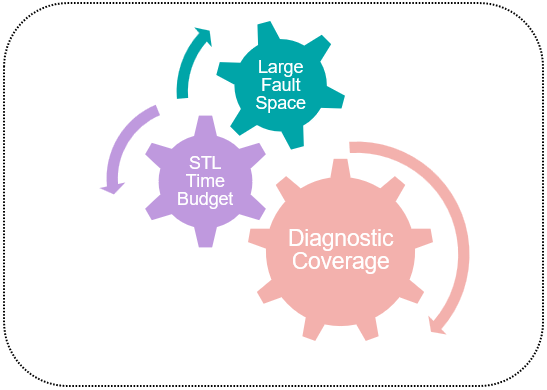 Large
Fault
Space
STL
Time
Budget
Diagnostic
Coverage